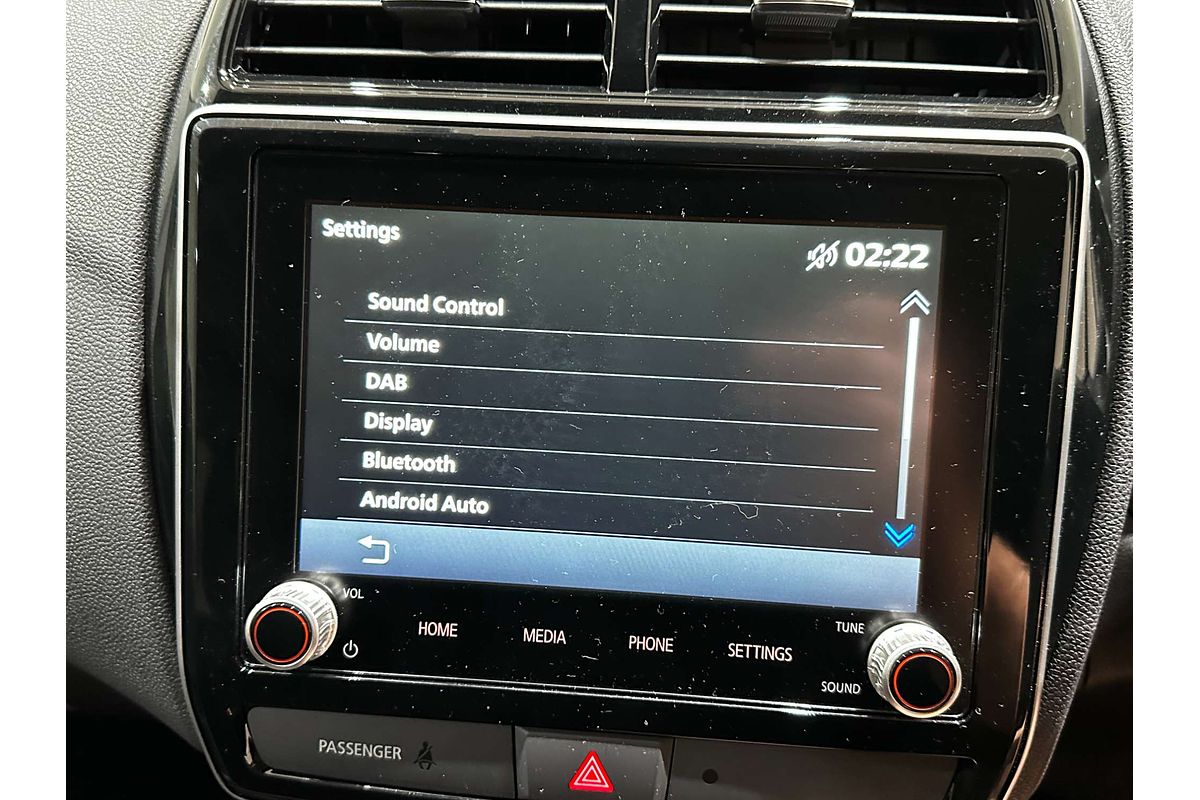 Settings
02:22
Sound Control
Volume
DAB
Display
Bluetooth
Android Auto
VOL
HOME
MEDIA
PHONE
SETTINGS
TUNE
SOUND
PASSENGER